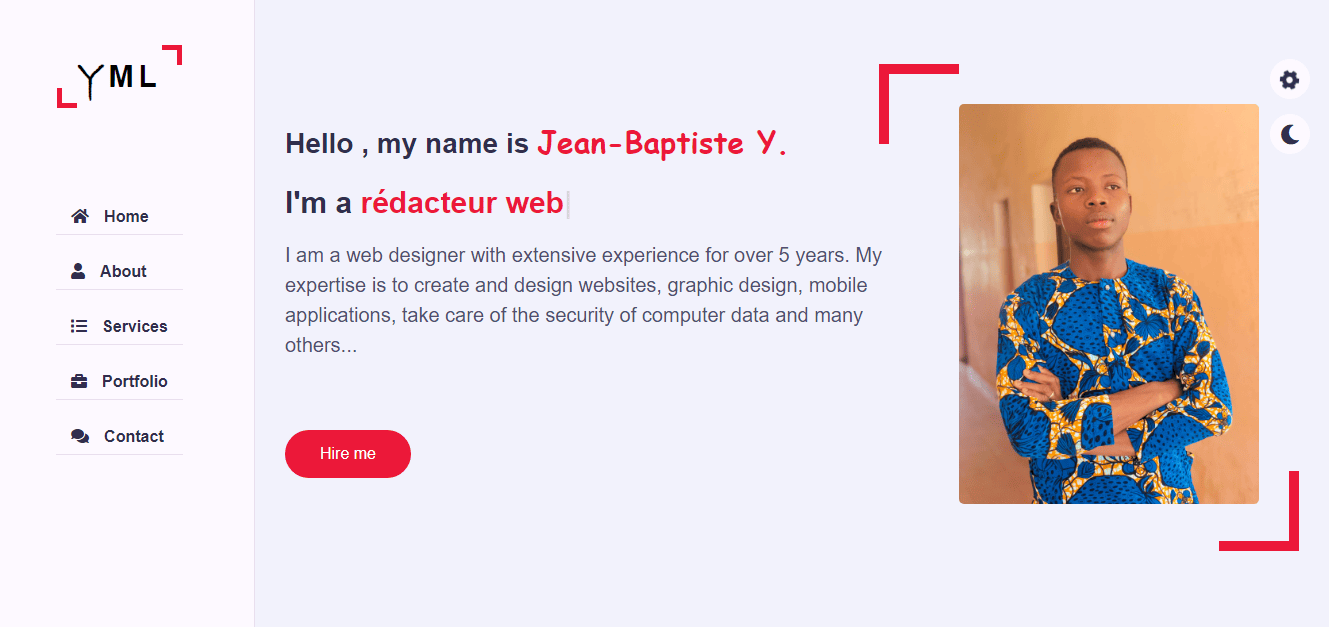 YML
Home
About
Services
Portfolio
Contact
Hello , my name is Jean-Baptiste Y.
I'm a rédacteur web
I am a web designer with extensive experience for over 5 years. My
expertise is to create and design websites, graphic design, mobile
applications, take care of the security of computer data and many
others...
Hire me